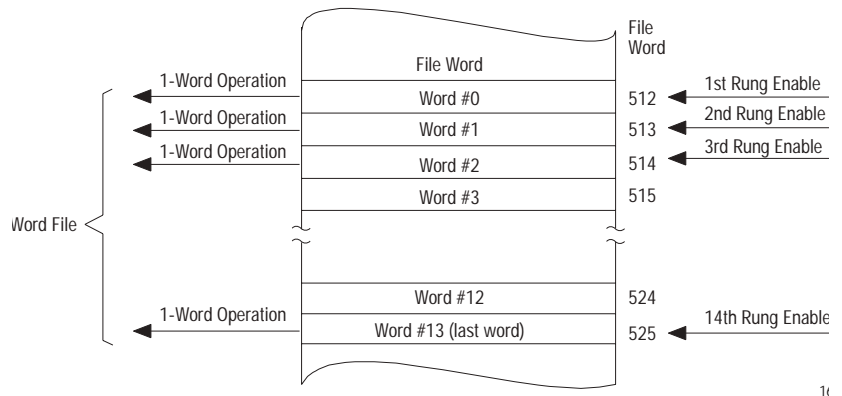 File
Word
File Word
1-Word Operation
Word #0
512
1st Rung Enable
1-Word Operation
Word #1
513
2nd Rung Enable
1-Word Operation
Word #2
514
3rd Rung Enable
Word #3
515
Word File
Word #12
524
1-Word Operation
Word #13 (last word)
525
14th Rung Enable
16